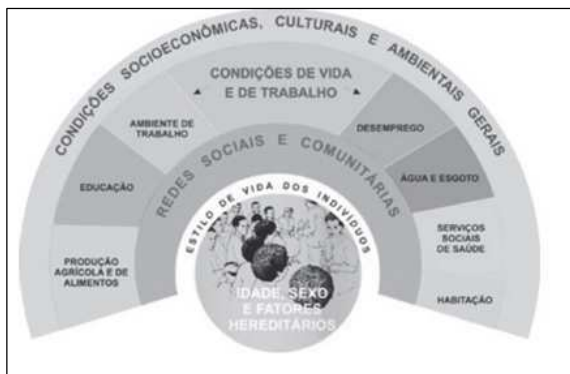 CONDIÇÕES SOCIOECONÔMICAS, CULTURAIS E AMBIENTAIS GERAIS
CONDIÇÕES DE VIDA
E DE TRABALHO
AMBIENTE DE
TRABALHO
DESEMPREGO
REDES SOCIAIS E COMUNITÁRIAS
EDUCAÇÃO
ÁGUA E ESGOTO
ESTILO DE VIDA DOS INDIVÍDUOS
PRODUÇÃO
AGRÍCOLA E DE
ALIMENTOS
SERVIÇOS
SOCIAIS
DE SAÚDE
HABITAÇÃO
IDADE, SEXO
E FATORES
HEREDITÁRIOS